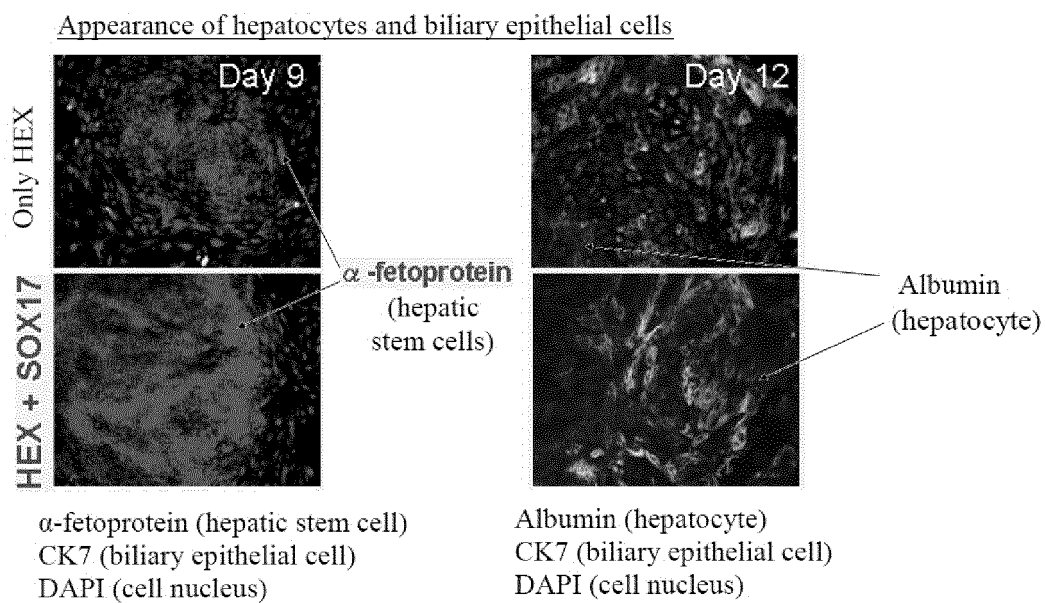 Appearance of hepatocytes and biliary epithelial cells
Only HEX
Day 9
Day 12
HEX + SOX17
α-fetoprotein
(hepatic
stem cells)
Albumin
(hepatocyte)
α-fetoprotein (hepatic stem cell)
CK7 (biliary epithelial cell)
DAPI (cell nucleus)
Albumin (hepatocyte)
CK7 (biliary epithelial cell)
DAPI (cell nucleus)